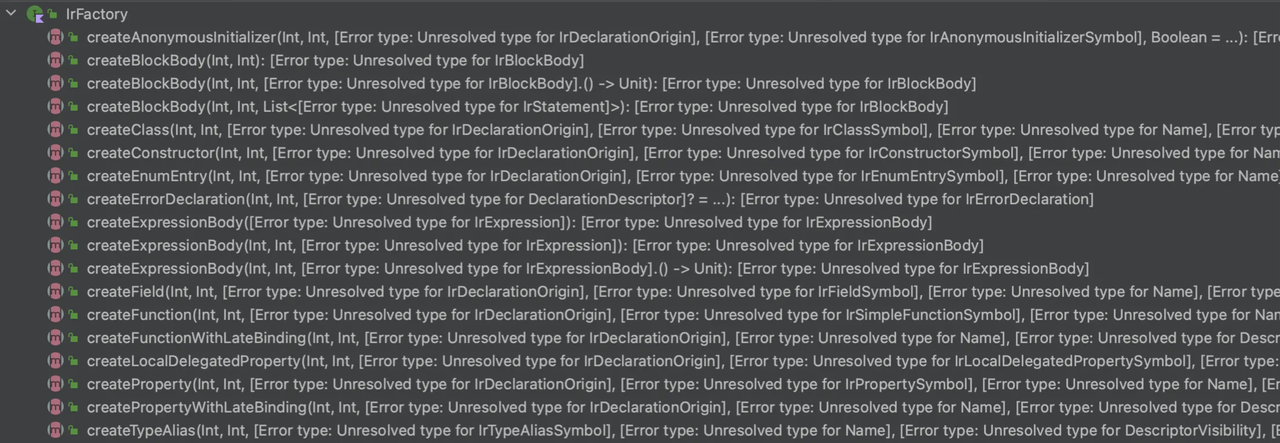 IrFactory
createAnonymousInitializer(Int, Int, [Error type: Unresolved type for IrDeclarationOrigin], [Error type: Unresolved type for IrAnonymousInitializerSymbol], Boolean = ...): [Erro
createBlockBody(Int, Int): [Error type: Unresolved type for IrBlockBody]
createBlockBody(Int, Int, [Error type: Unresolved type for IrBlockBody].() -> Unit): [Error type: Unresolved type for IrBlockBody]
createBlockBody(Int, Int, List<[Error type: Unresolved type for IrStatement]>): [Error type: Unresolved type for IrBlockBody]
createClass(Int, Int, [Error type: Unresolved type for IrDeclarationOrigin], [Error type: Unresolved type for IrClassSymbol], [Error type: Unresolved type for Name], [Error typ
createConstructor(Int, Int, [Error type: Unresolved type for IrDeclarationOrigin], [Error type: Unresolved type for IrConstructorSymbol], [Error type: Unresolved type for Nam
createEnumEntry(Int, Int, [Error type: Unresolved type for IrDeclarationOrigin], [Error type: Unresolved type for IrEnumEntrySymbol], [Error type: Unresolved type for Name]
createErrorDeclaration(Int, Int, [Error type: Unresolved type for DeclarationDescriptor]? = ...): [Error type: Unresolved type for IrErrorDeclaration]
createExpressionBody([Error type: Unresolved type for IrExpression]): [Error type: Unresolved type for IrExpressionBody]
createExpressionBody(Int, Int, [Error type: Unresolved type for IrExpression]): [Error type: Unresolved type for IrExpressionBody]
createExpressionBody(Int, Int, [Error type: Unresolved type for IrExpressionBody].() -> Unit): [Error type: Unresolved type for IrExpressionBody]
createField(Int, Int, [Error type: Unresolved type for IrDeclarationOrigin], [Error type: Unresolved type for IrFieldSymbol], [Error type: Unresolved type for Name], [Error type
createFunction(Int, Int, [Error type: Unresolved type for IrDeclarationOrigin], [Error type: Unresolved type for IrSimpleFunctionSymbol], [Error type: Unresolved type for Nam
createFunctionWithLateBinding(Int, Int, [Error type: Unresolved type for IrDeclarationOrigin], [Error type: Unresolved type for Name], [Error type: Unresolved type for Descr
createLocalDelegatedProperty(Int, Int, [Error type: Unresolved type for IrDeclarationOrigin], [Error type: Unresolved type for IrLocalDelegatedPropertySymbol], [Error type:
createProperty(Int, Int, [Error type: Unresolved type for IrDeclarationOrigin], [Error type: Unresolved type for IrPropertySymbol], [Error type: Unresolved type for Name], [Er
createPropertyWithLateBinding(Int, Int, [Error type: Unresolved type for IrDeclarationOrigin], [Error type: Unresolved type for Name], [Error type: Unresolved type for Descr
createTypeAlias(Int, Int, [Error type: Unresolved type for IrTypeAliasSymbol], [Error type: Unresolved type for Name], [Error type: Unresolved type for DescriptorVisibility], [E